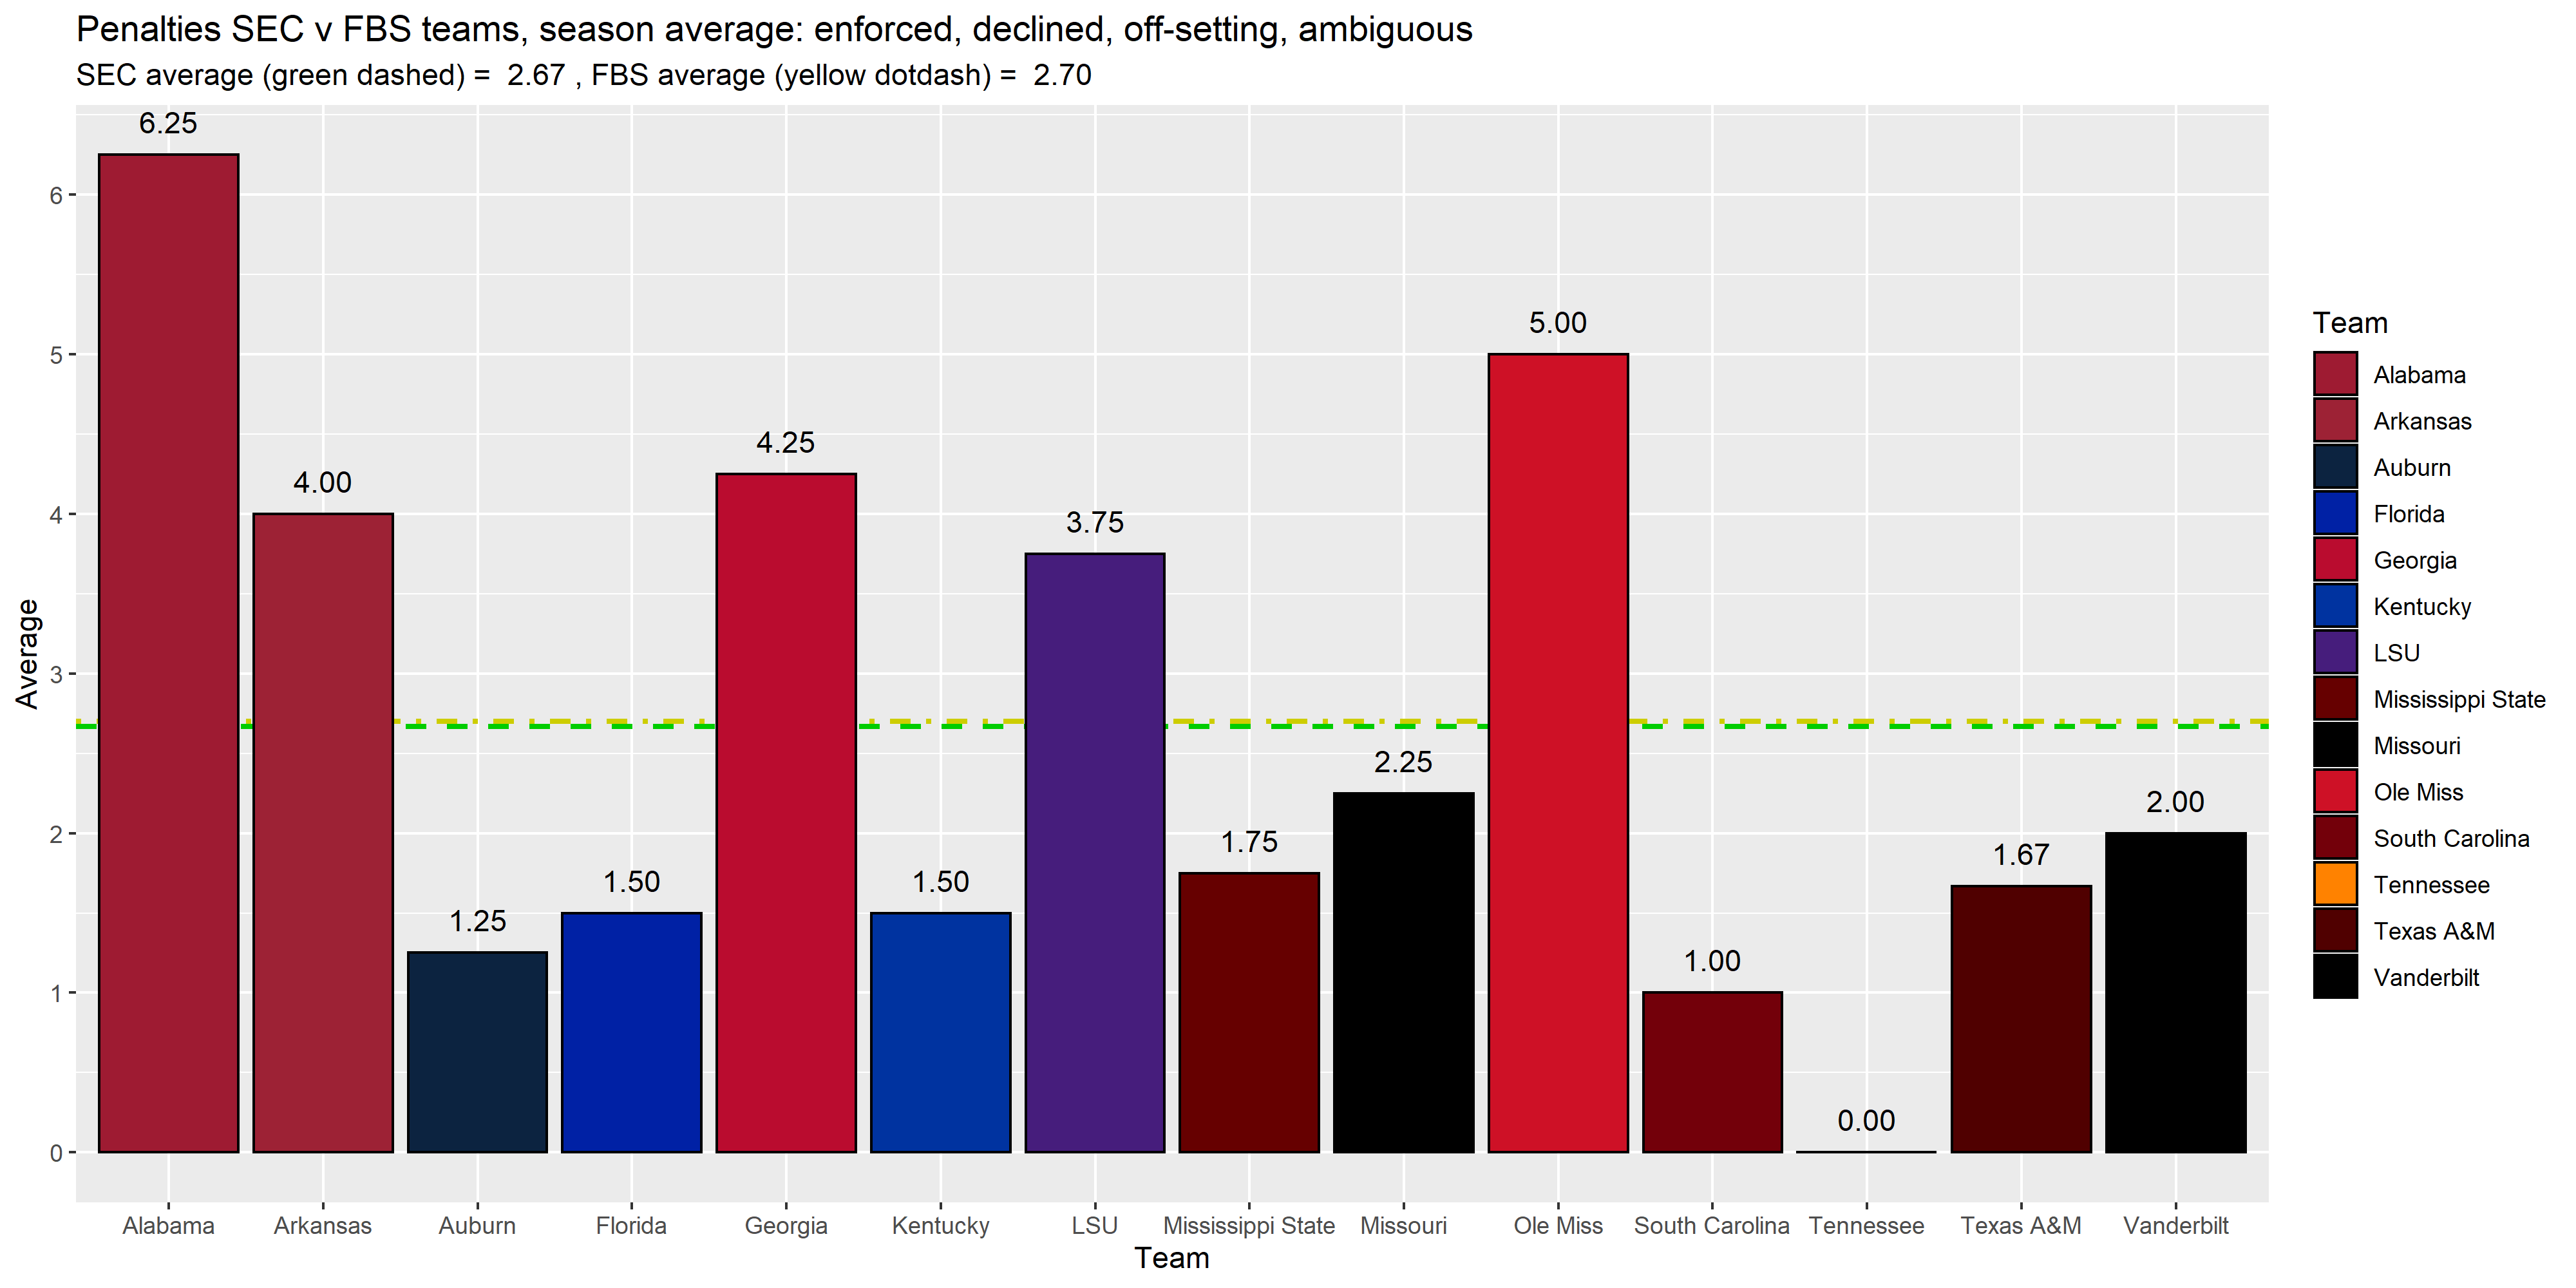 Penalties SEC v FBS teams, season average: enforced, declined, off-setting, ambiguous
SEC average (green dashed) =  2.67 , FBS average (yellow dotdash) =  2.70
Average
6
5
4
3
2
1
0
6.25
4.00
1.25
1.50
4.25
1.50
3.75
1.75
2.25
5.00
1.00
0.00
1.67
2.00
Alabama
Arkansas
Auburn
Florida
Georgia
Kentucky
LSU
Mississippi State
Missouri
Ole Miss
South Carolina
Tennessee
Texas A&M
Vanderbilt
Team
Team
Alabama
Arkansas
Auburn
Florida
Georgia
Kentucky
LSU
Mississippi State
Missouri
Ole Miss
South Carolina
Tennessee
Texas A&M
Vanderbilt